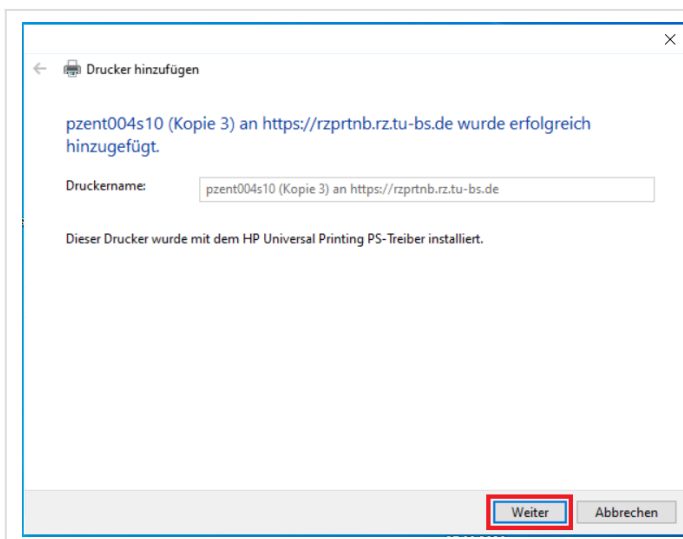 Drucker hinzufügen
pzent004s10 (Kopie 3) an https://rzprtnb.rz.tu-bs.de wurde erfolgreich
hinzugefügt.
Druckername:
pzent004s10 (Kopie 3) an https://rzprtnb.rz.tu-bs.de
Dieser Drucker wurde mit dem HP Universal Printing PS-Treiber installiert.
Weiter
Abbrechen